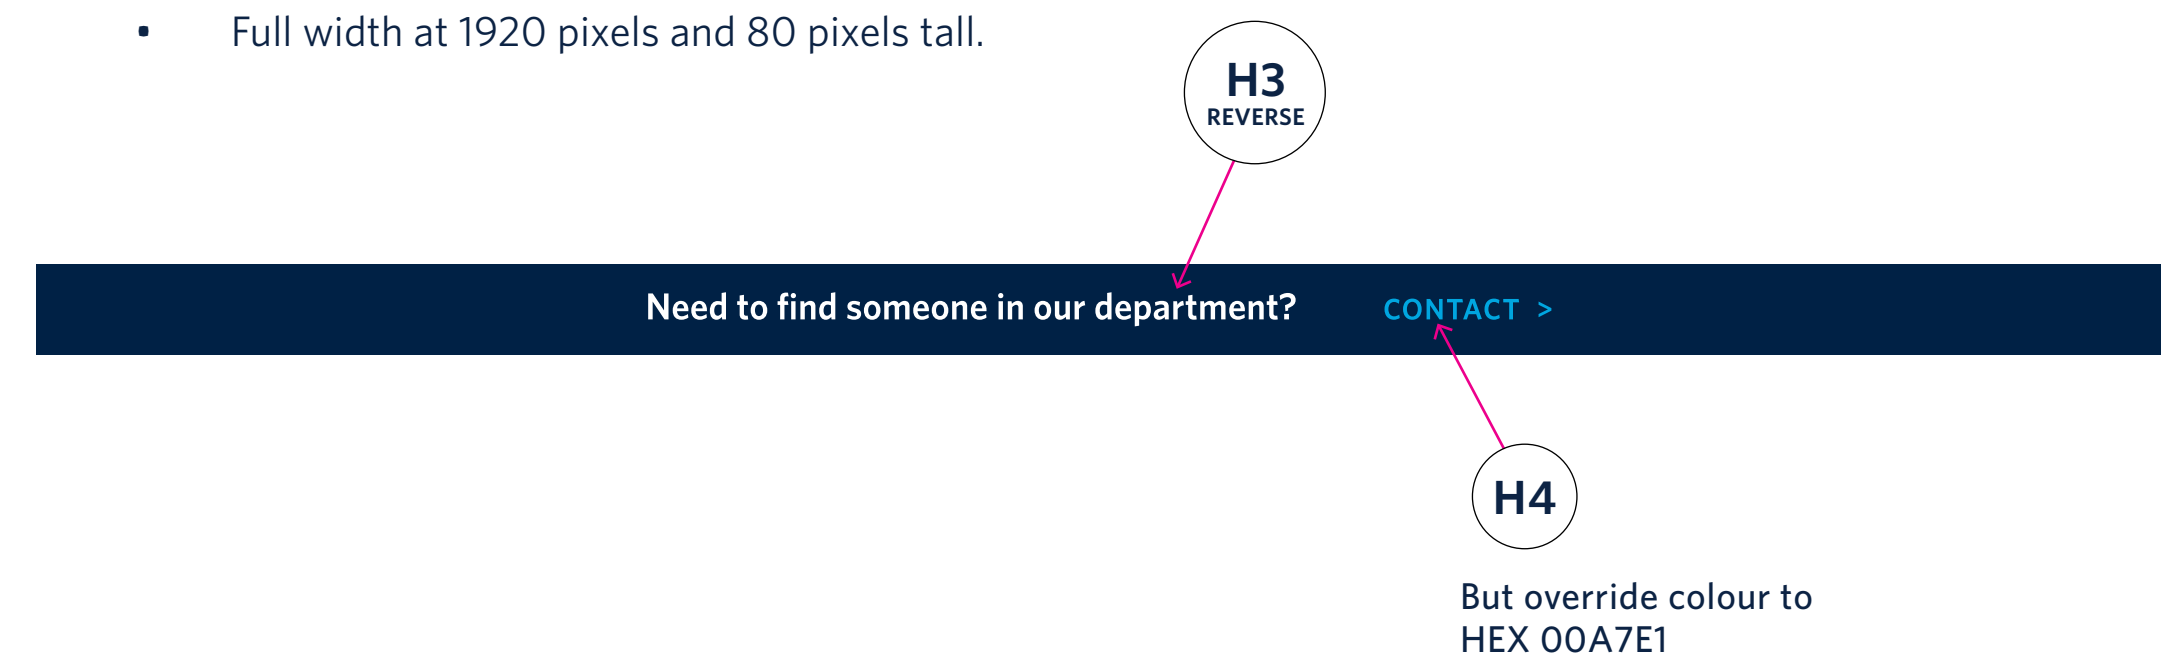 • Full width at 1920 pixels and 80 pixels tall.
H3
REVERSE
Need to find someone in our department? CONTACT >
H4
But override colour to
HEX 00A7E1